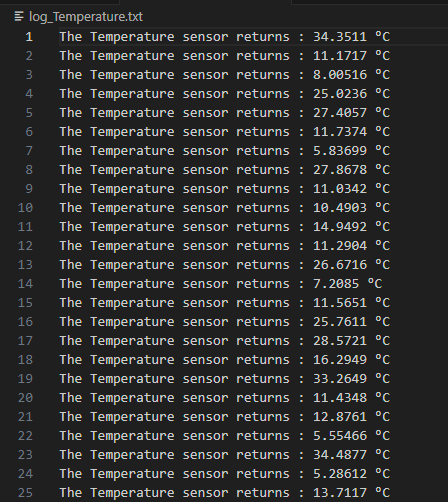 log_Temperature.txt
1 The Temperature sensor returns : 34.3511 °C
2 The Temperature sensor returns : 11.1717 °C
3 The Temperature sensor returns : 8.00516 °C
4 The Temperature sensor returns : 25.0236 °C
5 The Temperature sensor returns : 27.4057 °C
6 The Temperature sensor returns : 11.7374 °C
7 The Temperature sensor returns : 5.83699 °C
8 The Temperature sensor returns : 27.8678 °C
9 The Temperature sensor returns : 11.0342 °C
10 The Temperature sensor returns : 10.4903 °C
11 The Temperature sensor returns : 14.9492 °C
12 The Temperature sensor returns : 11.2904 °C
13 The Temperature sensor returns : 26.6716 °C
14 The Temperature sensor returns : 7.2085 °C
15 The Temperature sensor returns : 11.5651 °C
16 The Temperature sensor returns : 25.7611 °C
17 The Temperature sensor returns : 28.5721 °C
18 The Temperature sensor returns : 16.2949 °C
19 The Temperature sensor returns : 33.2649 °C
20 The Temperature sensor returns : 11.4348 °C
21 The Temperature sensor returns : 12.8761 °C
22 The Temperature sensor returns : 5.55466 °C
23 The Temperature sensor returns : 34.4877 °C
24 The Temperature sensor returns : 5.28612 °C
25 The Temperature sensor returns : 13.7117 °C